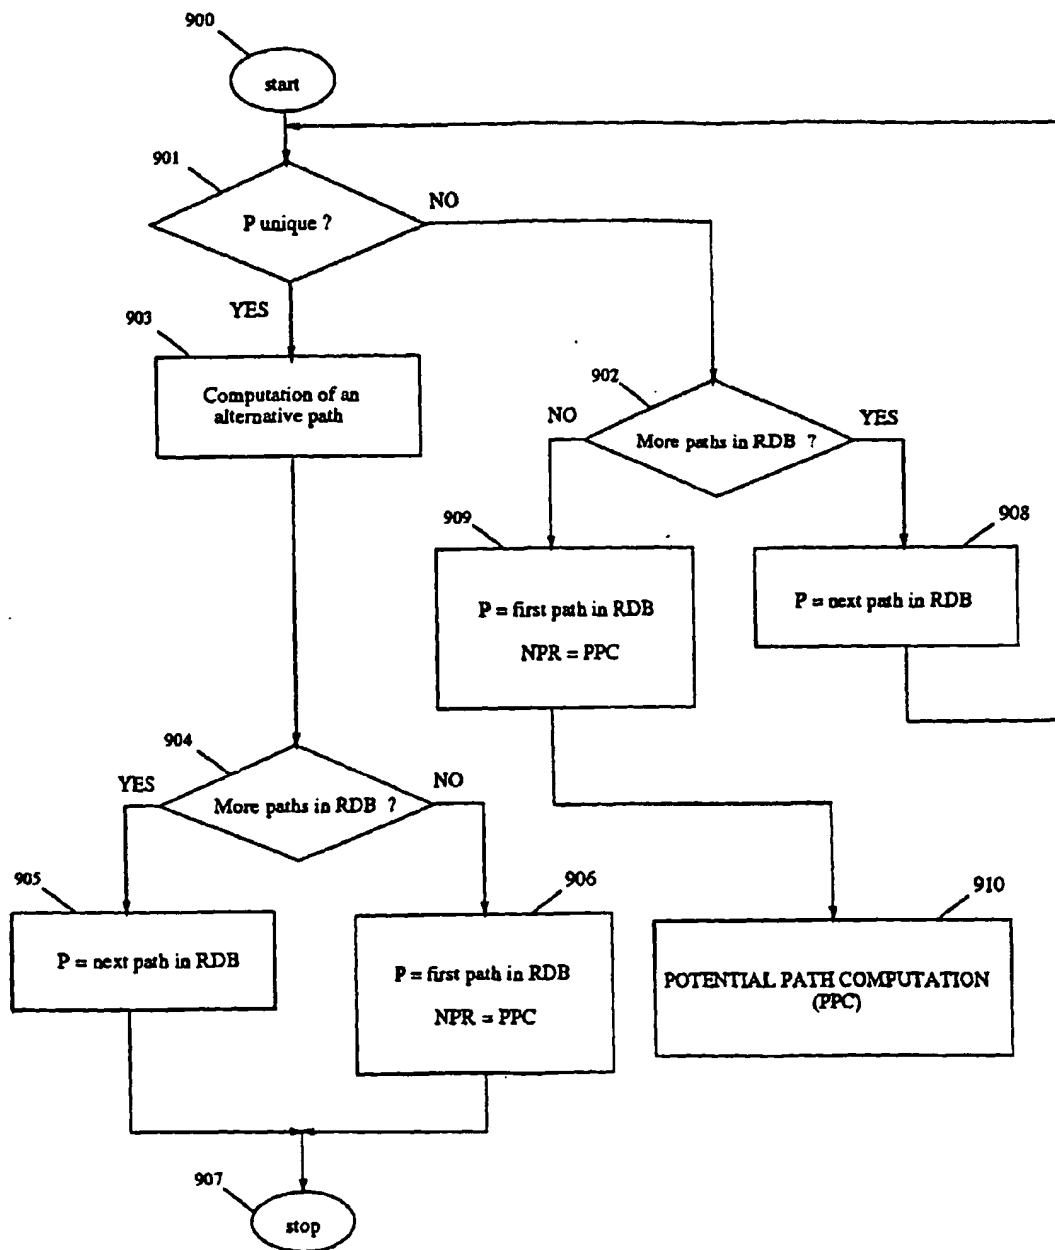 900
start
901
P unique ?
NO
YES
903
Computation of an
alternative path
902
NO
More paths in RDB ?
YES
909
P = first path in RDB
NPR = PPC
908
P = next path in RDB
904
YES
More paths in RDB ?
NO
905
P = next path in RDB
906
P = first path in RDB
NPR = PPC
910
POTENTIAL PATH COMPUTATION
(PPC)
907
stop